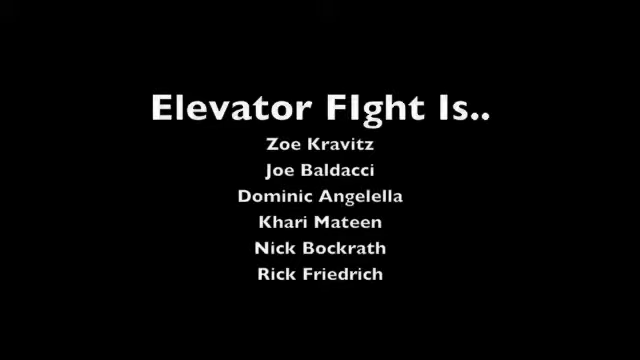 Elevator FIght Is..
Zoe Kravitz
Joe Baldacci
Dominic Angelella
Khari Mateen
Nick Bockrath
Rick Friedrich